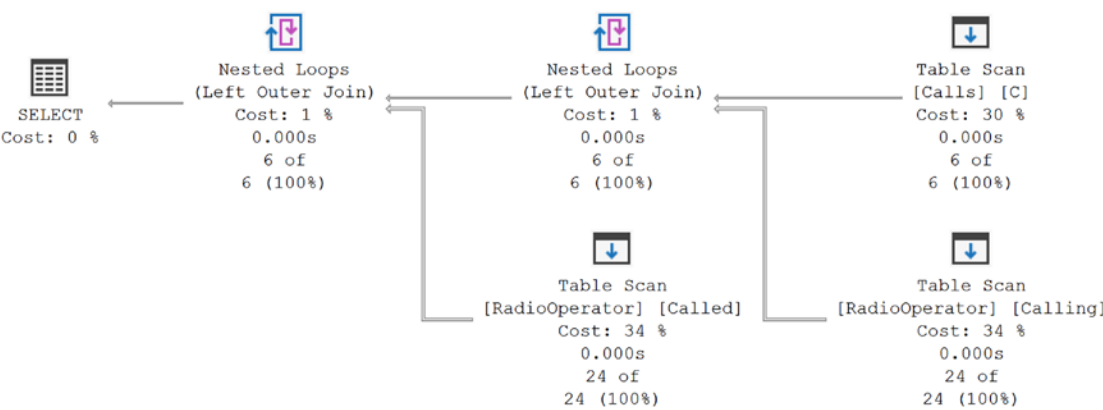 SELECT
Cost: 0 %
Nested Loops
(Left Outer Join)
Cost: 1 %
0.000s
6 of
6 (100%)
Nested Loops
(Left Outer Join)
Cost: 1 %
0.000s
6 of
6 (100%)
Table Scan
[Calls] [C]
Cost: 30 %
0.000s
6 of
6 (100%)
Table Scan
[RadioOperator] [Called]
Cost: 34 %
0.000s
24 of
24 (100%)
Table Scan
[RadioOperator] [Calling]
Cost: 34 %
0.000s
24 of
24 (100%)